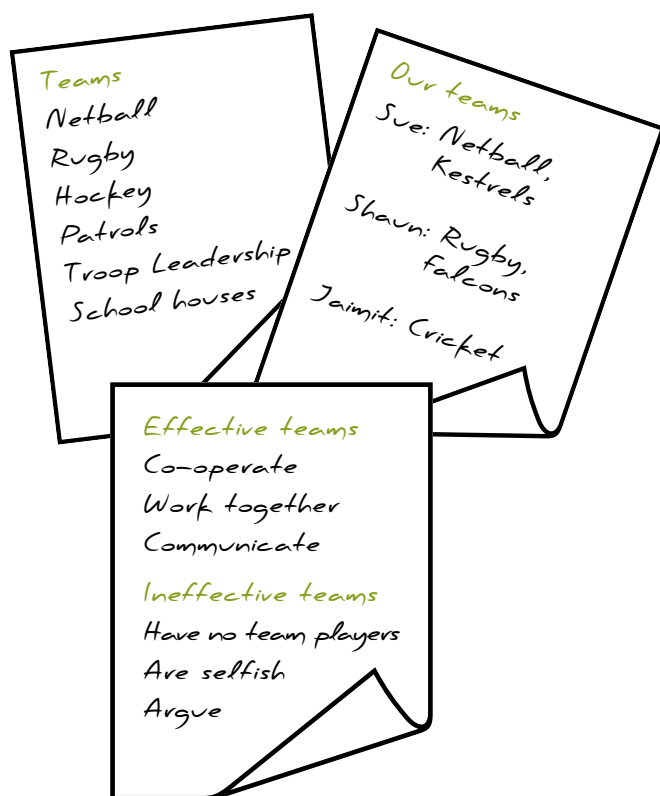 Teams
Netball
Rugby
Hockey
Patrols
Troop Leadership
School houses
Our teams
Sue: Netball,
Kestrels
Shaun: Rugby,
Falcons
Jaimit: Cricket
Effective teams
Co-operate
Work together
Communicate
Ineffective teams
Have no team players
Are selfish
Argue